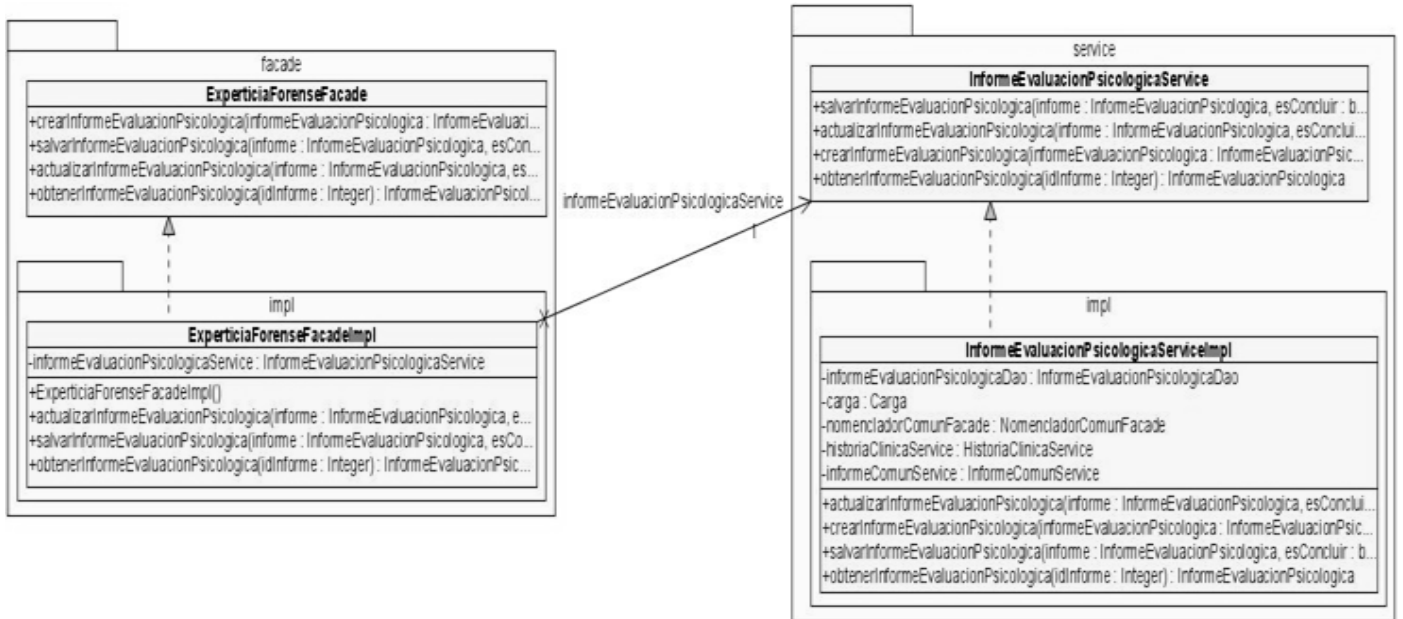 facade
ExperticiaForenseFacade
+crearInformeEvaluacionPsicologica(informeEvaluacionPsicologica : InformeEvaluaci...
+salvarInformeEvaluacionPsicologica(informe : InformeEvaluacionPsicologica, esCon...
+actualizarInformeEvaluacionPsicologica(informe : InformeEvaluacionPsicologica, es...
+obtenerInformeEvaluacionPsicologica(idInforme : Integer) : InformeEvaluacionPsicol...
impl
ExperticiaForenseFacadeImpl
-informeEvaluacionPsicologicaService : InformeEvaluacionPsicologicaService
+ExperticiaForenseFacadeImpl()
+actualizarInformeEvaluacionPsicologica(informe : InformeEvaluacionPsicologica, e...
+salvarInformeEvaluacionPsicologica(informe : InformeEvaluacionPsicologica, esCo...
+obtenerInformeEvaluacionPsicologica(idInforme : Integer) : InformeEvaluacionPsic...
informeEvaluacionPsicologicaService
1
service
InformeEvaluacionPsicologicaService
+salvarInformeEvaluacionPsicologica(informe : InformeEvaluacionPsicologica, esConcluir : b...
+actualizarInformeEvaluacionPsicologica(informe : InformeEvaluacionPsicologica, esConclui...
+crearInformeEvaluacionPsicologica(informeEvaluacionPsicologica : InformeEvaluacionPsic...
+obtenerInformeEvaluacionPsicologica(idInforme : Integer) : InformeEvaluacionPsicologica
impl
InformeEvaluacionPsicologicaServiceImpl
-informeEvaluacionPsicologicaDao : InformeEvaluacionPsicologicaDao
-carga : Carga
-nomencladorComunFacade : NomencladorComunFacade
-historiaClinicaService : HistoriaClinicaService
-informeComunService : InformeComunService
+actualizarInformeEvaluacionPsicologica(informe : InformeEvaluacionPsicologica, esConclui...
+crearInformeEvaluacionPsicologica(informeEvaluacionPsicologica : InformeEvaluacionPsic...
+salvarInformeEvaluacionPsicologica(informe : InformeEvaluacionPsicologica, esConcluir : b...
+obtenerInformeEvaluacionPsicologica(idInforme : Integer) : InformeEvaluacionPsicologica